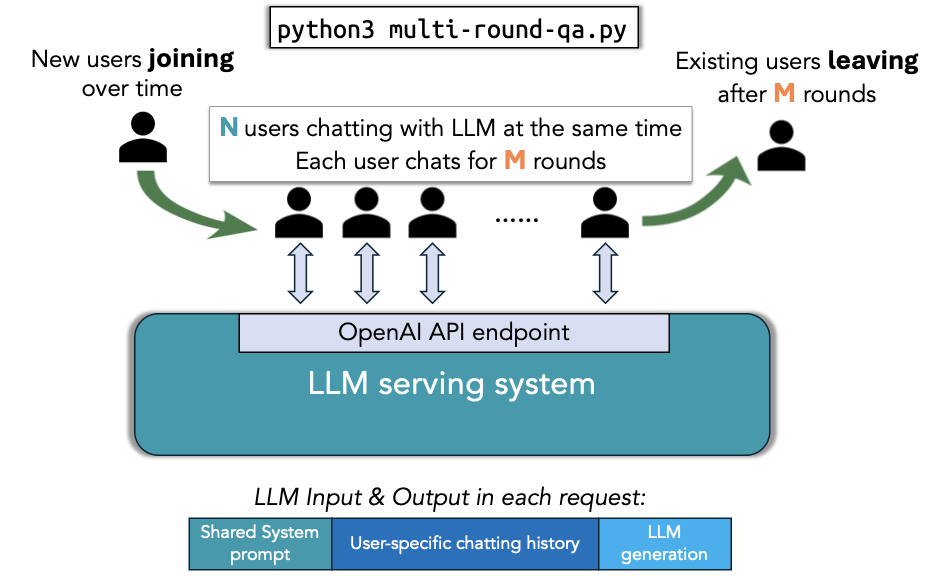 python3 multi-round-qa.py
New users joining
over time
Existing users leaving
after M rounds
N users chatting with LLM at the same time
Each user chats for M rounds
......
OpenAI API endpoint
LLM serving system
LLM Input & Output in each request:
Shared System
prompt
User-specific chatting history
LLM
generation